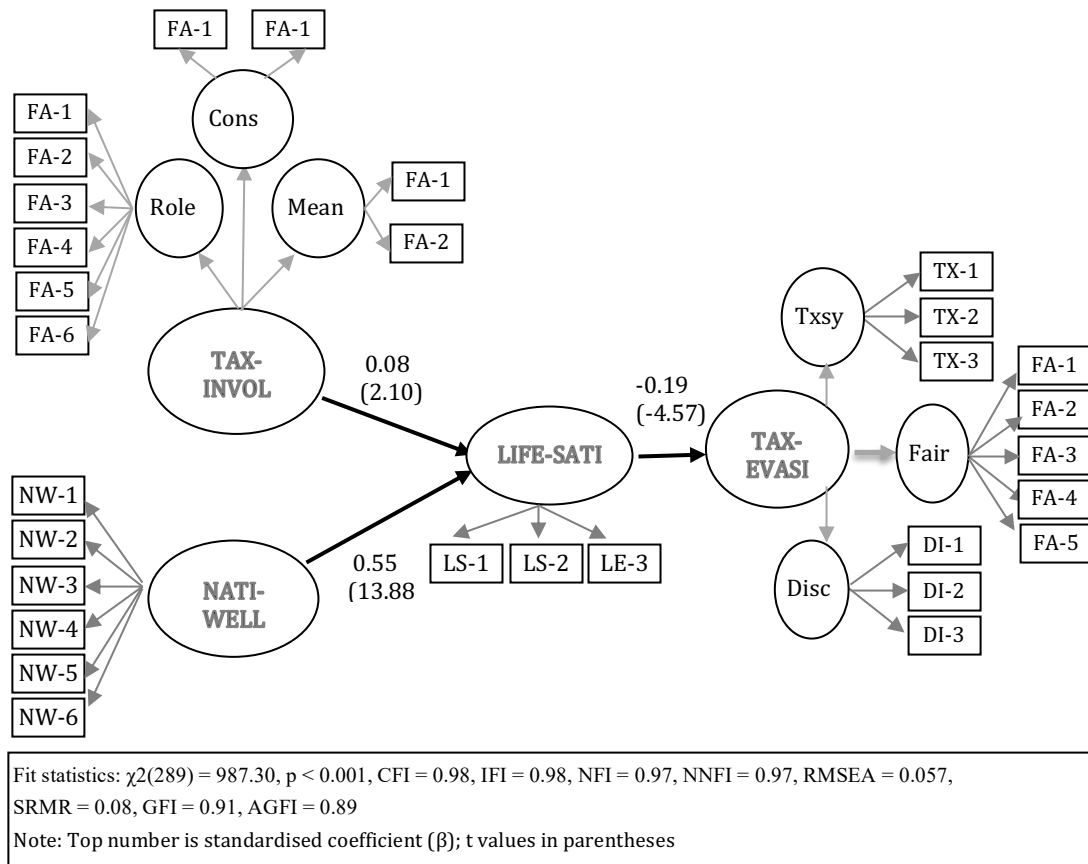 FA-1
FA-1
Cons
FA-1
FA-2
FA-3
FA-4
FA-5
FA-6
Role
Mean
FA-1
FA-2
TAX-
INVOL
0.08
(2.10)
NW-1
NW-2
NW-3
NW-4
NW-5
NW-6
NATI-
WELL
0.55
(13.88
LIFE-SATI
LS-1
LS-2
LE-3
-0.19
(-4.57)
TAX-
EVASI
Txsy
TX-1
TX-2
TX-3
Fair
FA-1
FA-2
FA-3
FA-4
FA-5
Disc
DI-1
DI-2
DI-3
Fit statistics: χ2(289) = 987.30, p < 0.001, CFI = 0.98, IFI = 0.98, NFI = 0.97, NNFI = 0.97, RMSEA = 0.057,
SRMR = 0.08, GFI = 0.91, AGFI = 0.89
Note: Top number is standardised coefficient (β); t values in parentheses